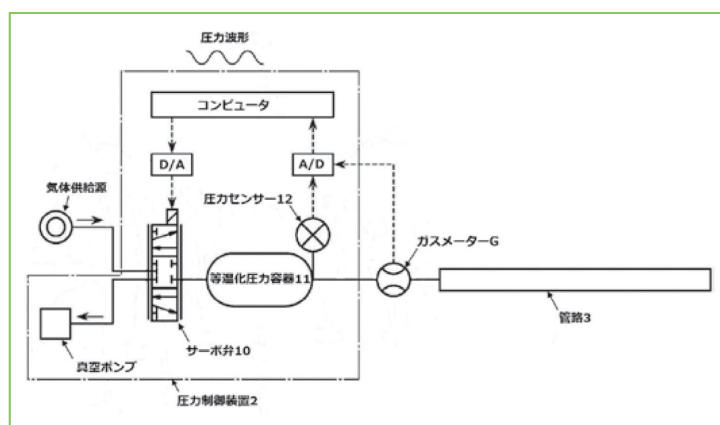 圧力波形
コンピュータ
D/A
A/D
気体供給源
圧力センサー12
ガスメーターG
等温化圧力容器11
管路3
サーボ弁10
真空ポンプ
圧力制御装置2